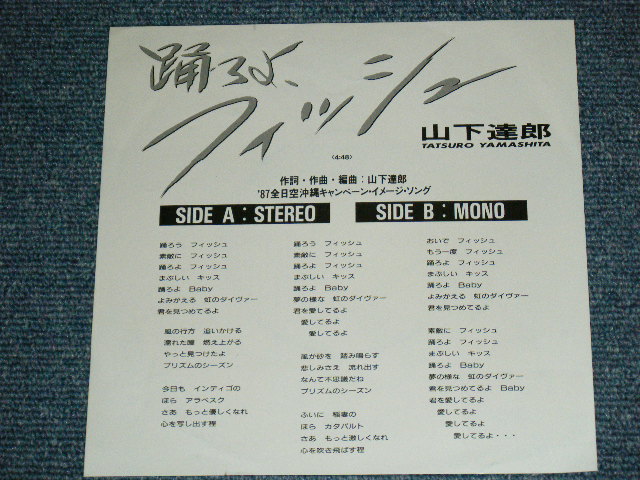 踊ろよ、
フィッシュ
山下達郎
TATSURO YAMASHITA
(4:48)
作詞・作曲・編曲：山下達郎
'87全日空沖縄キャンペーン・イメージ・ソング
SIDE A : STEREO
SIDE B : MONO
踊ろう フィッシュ
素敵に フィッシュ
踊ろよ フィッシュ
まぶしい キッス
踊ろよ Baby
よみがえる 虹のダイヴァー
君を見つめてるよ
風の行方 追いかける
濡れた瞳 燃え上がる
やっと見つけたよ
プリズムのシーズン
今日も インディゴの
ほら アラベスク
さあ もっと優しくなれ
心を写し出す程
踊ろう フィッシュ
素敵に フィッシュ
踊ろよ フィッシュ
まぶしい キッス
踊ろよ Baby
夢の様な 虹のダイヴァー
君を愛してるよ
愛してるよ
愛してるよ
風が砂を 踏み鳴らす
悲しみさえ 流れ出す
なんて不思議だね
プリズムのシーズン
ふいに 稲妻の
ほら カタパルト
さあ もっと激しくなれ
心を吹き飛ばす程
おいで フィッシュ
もう一度 フィッシュ
踊ろよ フィッシュ
まぶしい キッス
踊ろよ Baby
よみがえる 虹のダイヴァー
君を見つめてるよ
素敵に フィッシュ
踊ろよ フィッシュ
まぶしい キッス
踊ろよ Baby
夢の様な 虹のダイヴァー
君を見つめてるよ Baby
君を愛してるよ
愛してるよ
愛してるよ
愛してるよ・・・